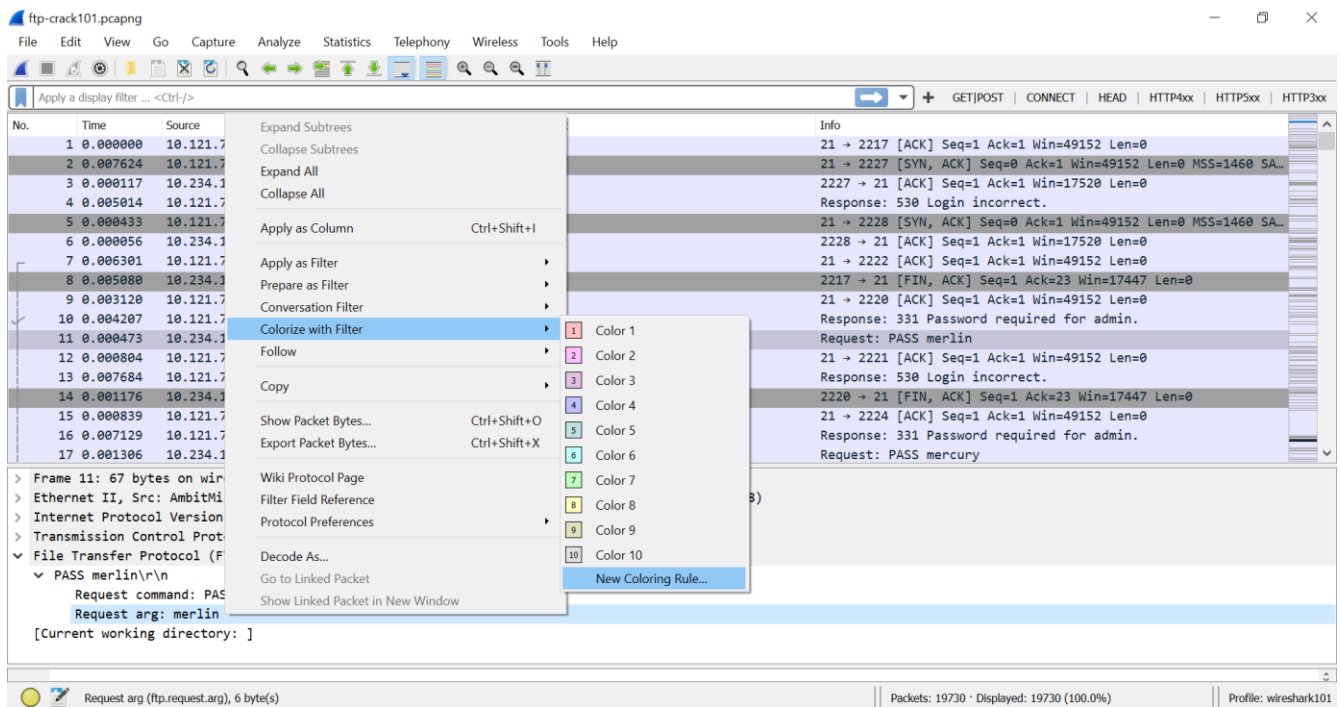 ftp-crack101.pcapng
File Edit View Go Capture Analyze Statistics Telephony Wireless Tools Help
Apply a display filter ... <Ctrl-/> + GET|POST | CONNECT | HEAD | HTTP4xx | HTTP5xx | HTTP3xx
No. Time Source Info
1 0.000000 10.121.7 21 → 2217 [ACK] Seq=1 Ack=1 Win=49152 Len=0
2 0.007624 10.121.7 21 → 2227 [SYN, ACK] Seq=0 Ack=1 Win=49152 Len=0 MSS=1460 SA…
3 0.000117 10.234.1 2227 → 21 [ACK] Seq=1 Ack=1 Win=17520 Len=0
4 0.005014 10.121.7 Response: 530 Login incorrect.
5 0.000433 10.121.7 21 → 2228 [SYN, ACK] Seq=0 Ack=1 Win=49152 Len=0 MSS=1460 SA…
6 0.000056 10.234.1 2228 → 21 [ACK] Seq=1 Ack=1 Win=17520 Len=0
7 0.006301 10.121.7 21 → 2222 [ACK] Seq=1 Ack=1 Win=49152 Len=0
8 0.005080 10.234.1 2217 → 21 [FIN, ACK] Seq=1 Ack=23 Win=17447 Len=0
9 0.003120 10.121.7 21 → 2220 [ACK] Seq=1 Ack=1 Win=49152 Len=0
10 0.004207 10.121.7 Response: 331 Password required for admin.
11 0.000473 10.234.1 Request: PASS merlin
12 0.000804 10.121.7 21 → 2221 [ACK] Seq=1 Ack=1 Win=49152 Len=0
13 0.007684 10.121.7 Response: 530 Login incorrect.
14 0.001176 10.234.1 2220 → 21 [FIN, ACK] Seq=1 Ack=23 Win=17447 Len=0
15 0.000839 10.121.7 21 → 2224 [ACK] Seq=1 Ack=1 Win=49152 Len=0
16 0.007129 10.121.7 Response: 331 Password required for admin.
17 0.001306 10.234.1 Request: PASS mercury
Expand Subtrees
Collapse Subtrees
Expand All
Collapse All
Apply as Column Ctrl+Shift+I
Apply as Filter
Prepare as Filter
Conversation Filter
Colorize with Filter
Follow
Copy
Show Packet Bytes... Ctrl+Shift+O
Export Packet Bytes... Ctrl+Shift+X
Wiki Protocol Page
Filter Field Reference
Protocol Preferences
Decode As...
Go to Linked Packet
Show Linked Packet in New Window
1 Color 1
2 Color 2
3 Color 3
4 Color 4
5 Color 5
6 Color 6
7 Color 7
8 Color 8
9 Color 9
10 Color 10
New Coloring Rule...
Frame 11: 67 bytes on wir
Ethernet II, Src: AmbitMi 8)
Internet Protocol Version
Transmission Control Prot
File Transfer Protocol (F
PASS merlin\r\n
Request command: PAS
Request arg: merlin
[Current working directory: ]
Request arg (ftp.request.arg), 6 byte(s) Packets: 19730 · Displayed: 19730 (100.0%) Profile: wireshark101